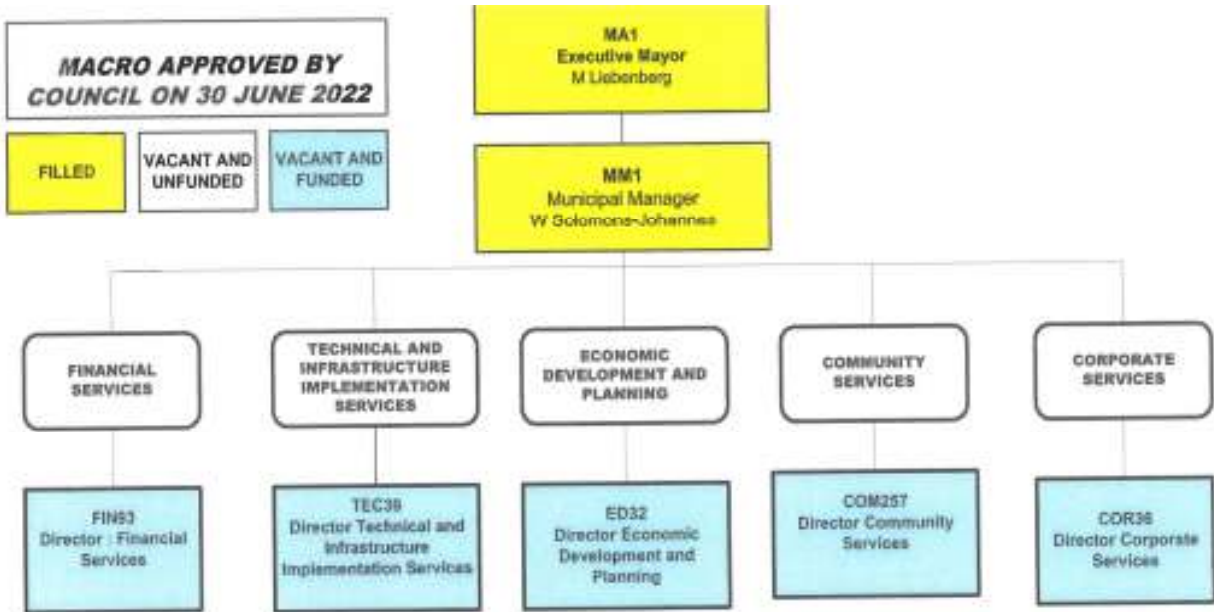 MACRO APPROVED BY
COUNCIL ON 30 JUNE 2022
FILLED
VACANT AND
UNFUNDED
VACANT AND
FUNDED
MA1
Executive Mayor
M Liebenberg
MM1
Municipal Manager
W Solomons-Johannes
FINANCIAL
SERVICES
TECHNICAL AND
INFRASTRUCTURE
IMPLEMENTATION
SERVICES
ECONOMIC
DEVELOPMENT AND
PLANNING
COMMUNITY
SERVICES
CORPORATE
SERVICES
FIN93
Director : Financial
Services
TEC36
Director Technical and
Infrastructure
Implementation Services
ED32
Director Economic
Development and
Planning
COM257
Director Community
Services
COR36
Director Corporate
Services